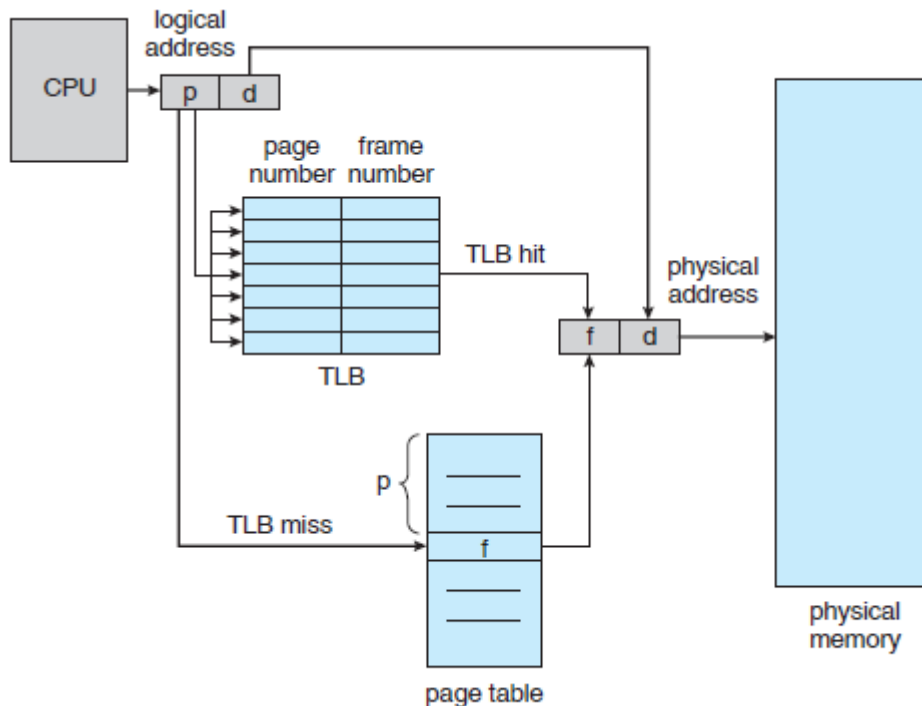 logical
address
CPU
p d
page frame
number number
TLB hit
physical
address
f d
TLB
p
TLB miss
f
physical
memory
page table